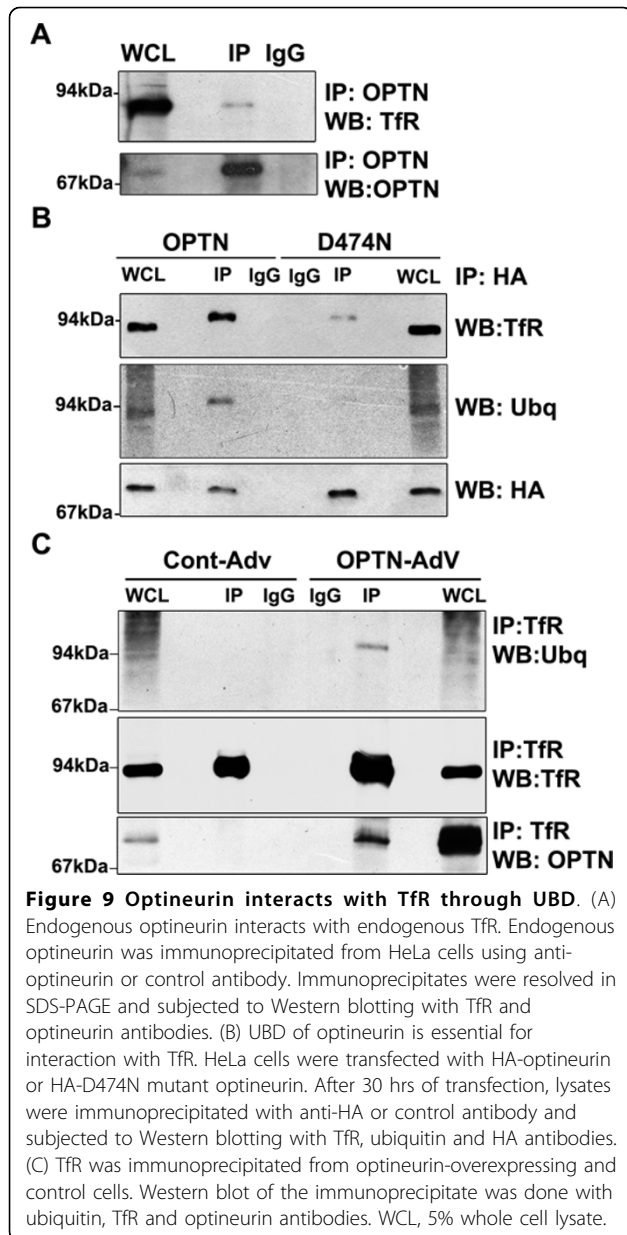 A
WCL IP IgG
94kDa
IP: OPTN
WB: TfR
67kDa
IP: OPTN
WB:OPTN
B
OPTN D474N
WCL IP IgG IgG IP WCL IP: HA
94kDa
WB:TfR
94kDa
WB: Ubq
67kDa
WB: HA
C
Cont-Adv OPTN-AdV
WCL IP IgG IgG IP WCL
94kDa
67kDa
IP:TfR
WB:Ubq
94kDa
IP:TfR
WB:TfR
67kDa
IP: TfR
WB: OPTN
Figure 9 Optineurin interacts with TfR through UBD. (A)
Endogenous optineurin interacts with endogenous TfR. Endogenous
optineurin was immunoprecipitated from HeLa cells using anti-
optineurin or control antibody. Immunoprecipitates were resolved in
SDS-PAGE and subjected to Western blotting with TfR and
optineurin antibodies. (B) UBD of optineurin is essential for
interaction with TfR. HeLa cells were transfected with HA-optineurin
or HA-D474N mutant optineurin. After 30 hrs of transfection, lysates
were immunoprecipitated with anti-HA or control antibody and
subjected to Western blotting with TfR, ubiquitin and HA antibodies.
(C) TfR was immunoprecipitated from optineurin-overexpressing and
control cells. Western blot of the immunoprecipitate was done with
ubiquitin, TfR and optineurin antibodies. WCL, 5% whole cell lysate.